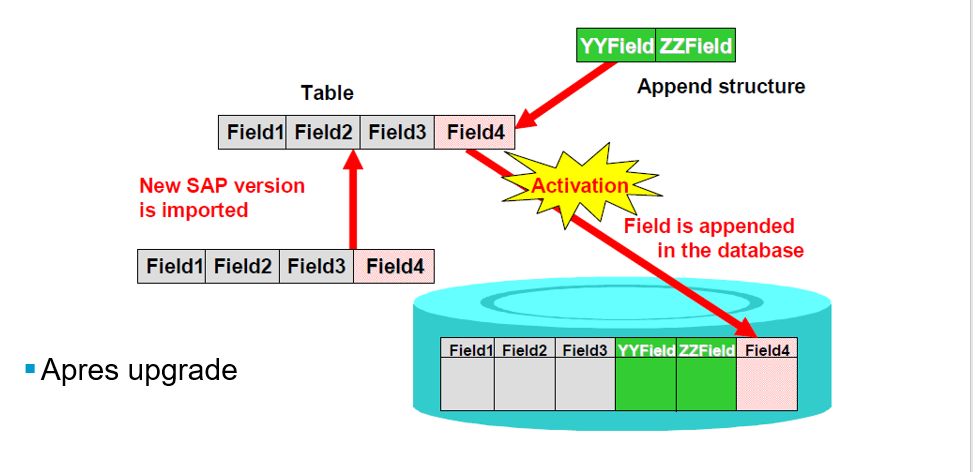 YYField ZZField
Append structure
Table
Field1 Field2 Field3 Field4
Activation
New SAP version
is imported
Field is appended
in the database
Field1 Field2 Field3 Field4
Field1 Field2 Field3 YYField ZZField Field4
Apres upgrade